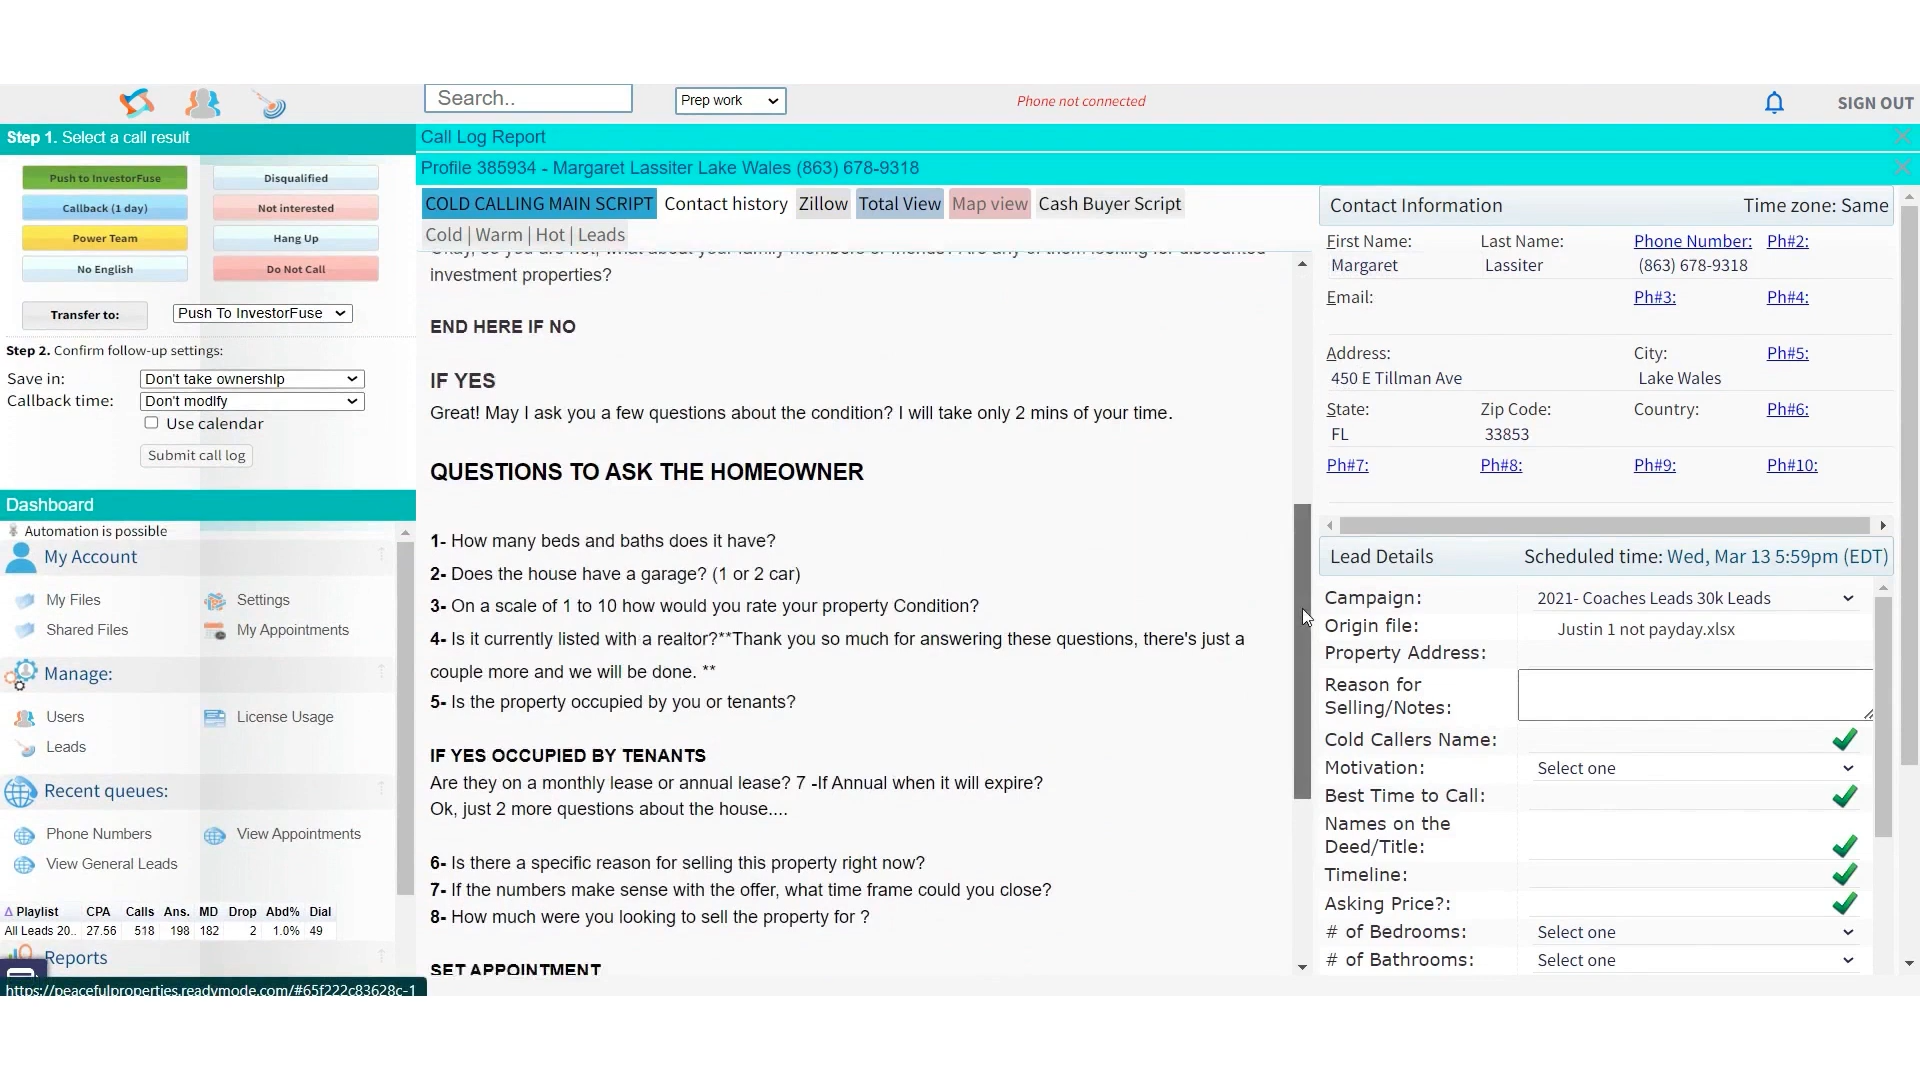 Search..
Prep work
Phone not connected
SIGN OUT
Step 1. Select a call result
Push to InvestorFuse
Disqualified
Callback (1 day)
Not interested
Power Team
Hang Up
No English
Do Not Call
Transfer to:
Push To InvestorFuse
Step 2. Confirm follow-up settings:
Save in:
Don't take ownership
Callback time:
Don't modify
Use calendar
Submit call log
Dashboard
Automation is possible
My Account
My Files
Settings
Shared Files
My Appointments
Manage:
Users
License Usage
Leads
Recent queues:
Phone Numbers
View Appointments
View General Leads
Δ Playlist CPA Calls Ans. MD Drop Abd% Dial
All Leads 20.. 27.56 518 198 182 2 1.0% 49
Reports
https://peacefulproperties.readymode.com/#65f222c83628c-1
Call Log Report
Profile 385934 - Margaret Lassiter Lake Wales (863) 678-9318
COLD CALLING MAIN SCRIPT
Contact history
Zillow
Total View
Map view
Cash Buyer Script
Cold | Warm | Hot | Leads
Okay, so you are not, what about your family members or friends? Are any of them looking for discounted
investment properties?
END HERE IF NO
IF YES
Great! May I ask you a few questions about the condition? I will take only 2 mins of your time.
QUESTIONS TO ASK THE HOMEOWNER
1- How many beds and baths does it have?
2- Does the house have a garage? (1 or 2 car)
3- On a scale of 1 to 10 how would you rate your property Condition?
4- Is it currently listed with a realtor?**Thank you so much for answering these questions, there's just a
couple more and we will be done. **
5- Is the property occupied by you or tenants?
IF YES OCCUPIED BY TENANTS
Are they on a monthly lease or annual lease? 7 -If Annual when it will expire?
Ok, just 2 more questions about the house....
6- Is there a specific reason for selling this property right now?
7- If the numbers make sense with the offer, what time frame could you close?
8- How much were you looking to sell the property for ?
SET APPOINTMENT
Contact Information
Time zone: Same
First Name: Last Name: Phone Number: Ph#2:
Margaret Lassiter (863) 678-9318
Email: Ph#3: Ph#4:
Address: City: Ph#5:
450 E Tillman Ave Lake Wales
State: Zip Code: Country: Ph#6:
FL 33853
Ph#7: Ph#8: Ph#9: Ph#10:
Lead Details
Scheduled time: Wed, Mar 13 5:59pm (EDT)
Campaign: 2021- Coaches Leads 30k Leads
Origin file: Justin 1 not payday.xlsx
Property Address:
Reason for
Selling/Notes:
Cold Callers Name:
Motivation: Select one
Best Time to Call:
Names on the
Deed/Title:
Timeline:
Asking Price?:
# of Bedrooms: Select one
# of Bathrooms: Select one